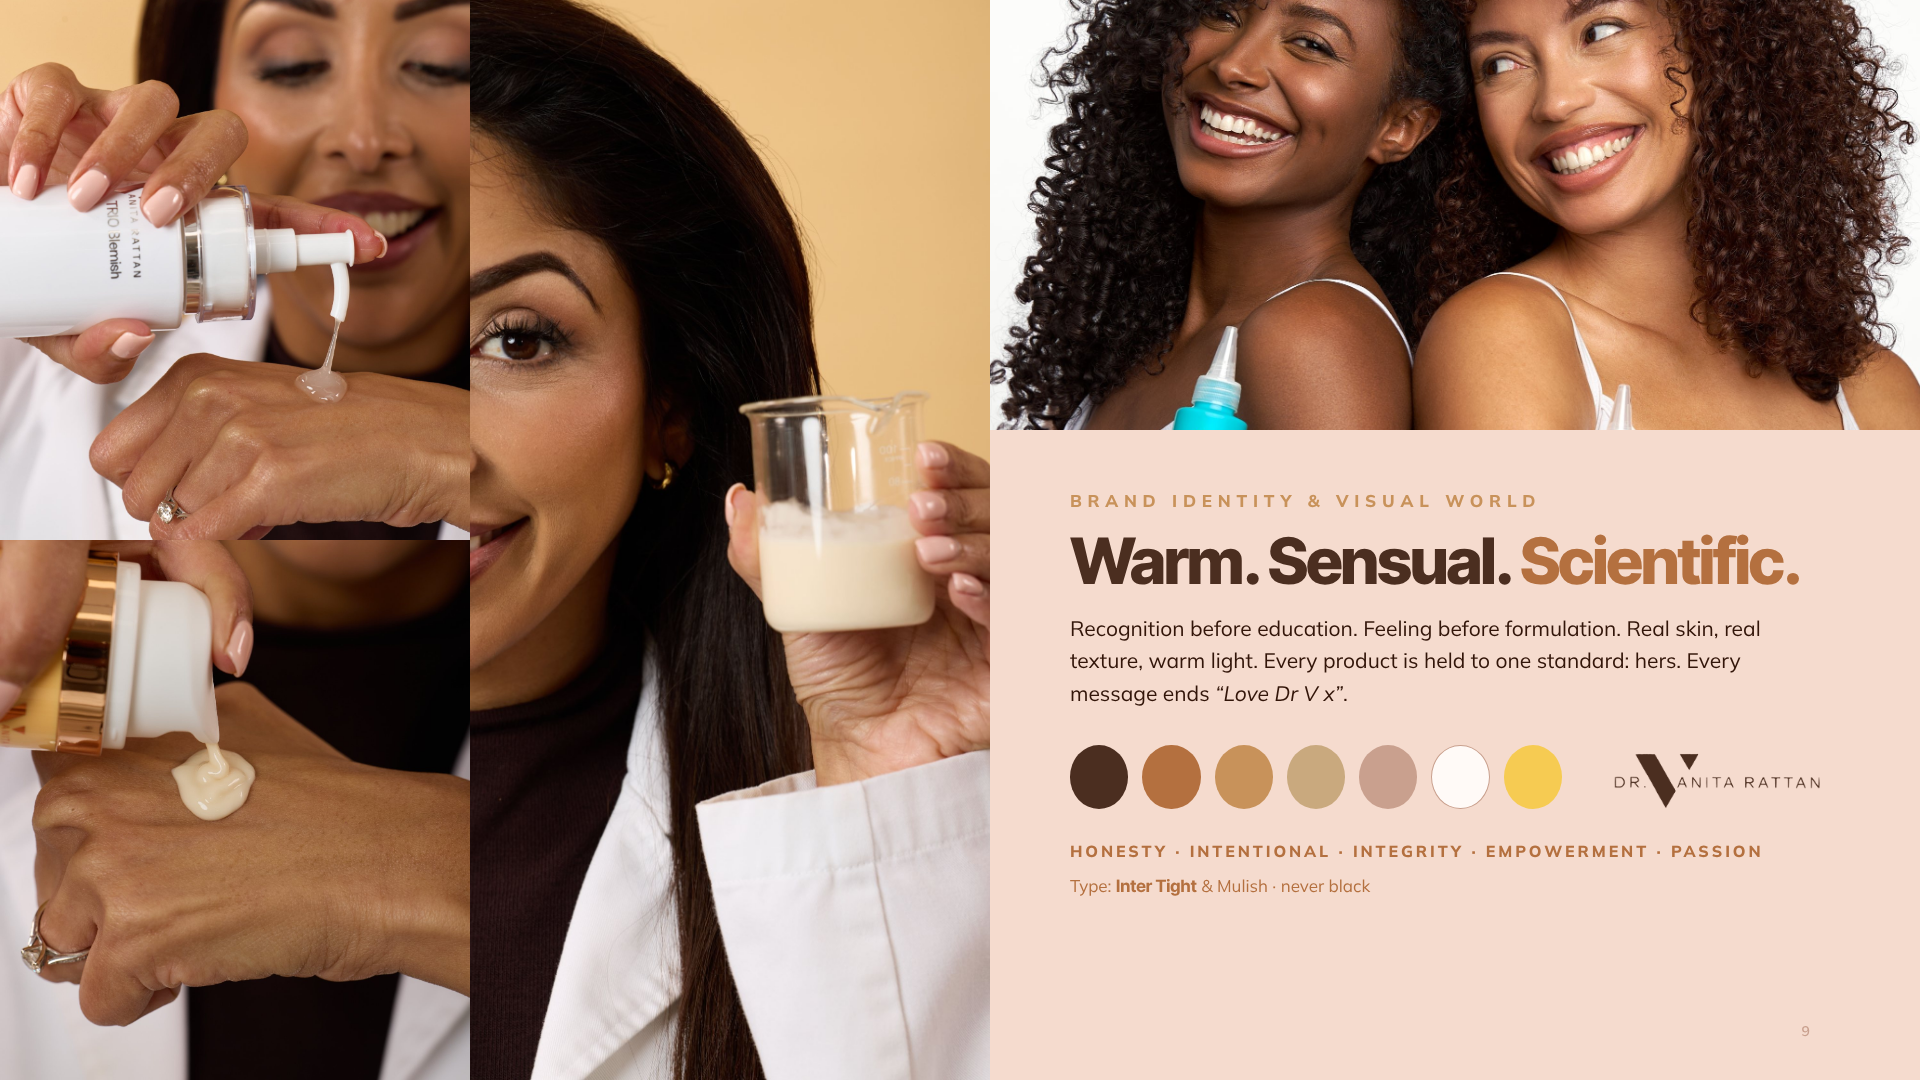 ANITA RATTAN
TRIO Blemish
BRAND IDENTITY & VISUAL WORLD
Warm. Sensual. Scientific.
Recognition before education. Feeling before formulation. Real skin, real
texture, warm light. Every product is held to one standard: hers. Every
message ends “Love Dr V x”.
DR. VANITA RATTAN
HONESTY · INTENTIONAL · INTEGRITY · EMPOWERMENT · PASSION
Type: Inter Tight & Mulish · never black
9